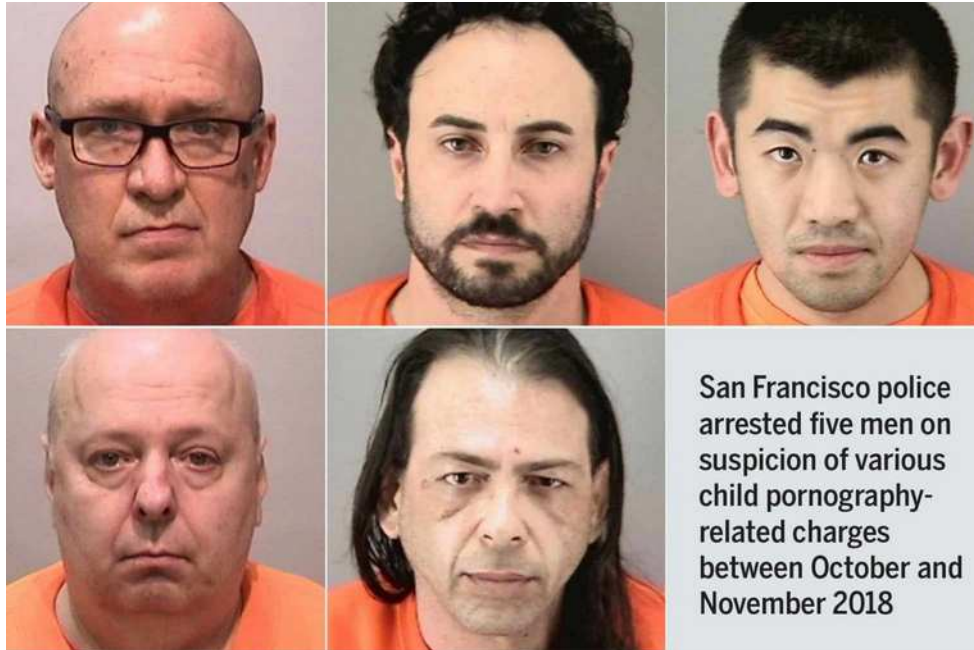 San Francisco police
arrested five men on
suspicion of various
child pornography-
related charges
between October and
November 2018